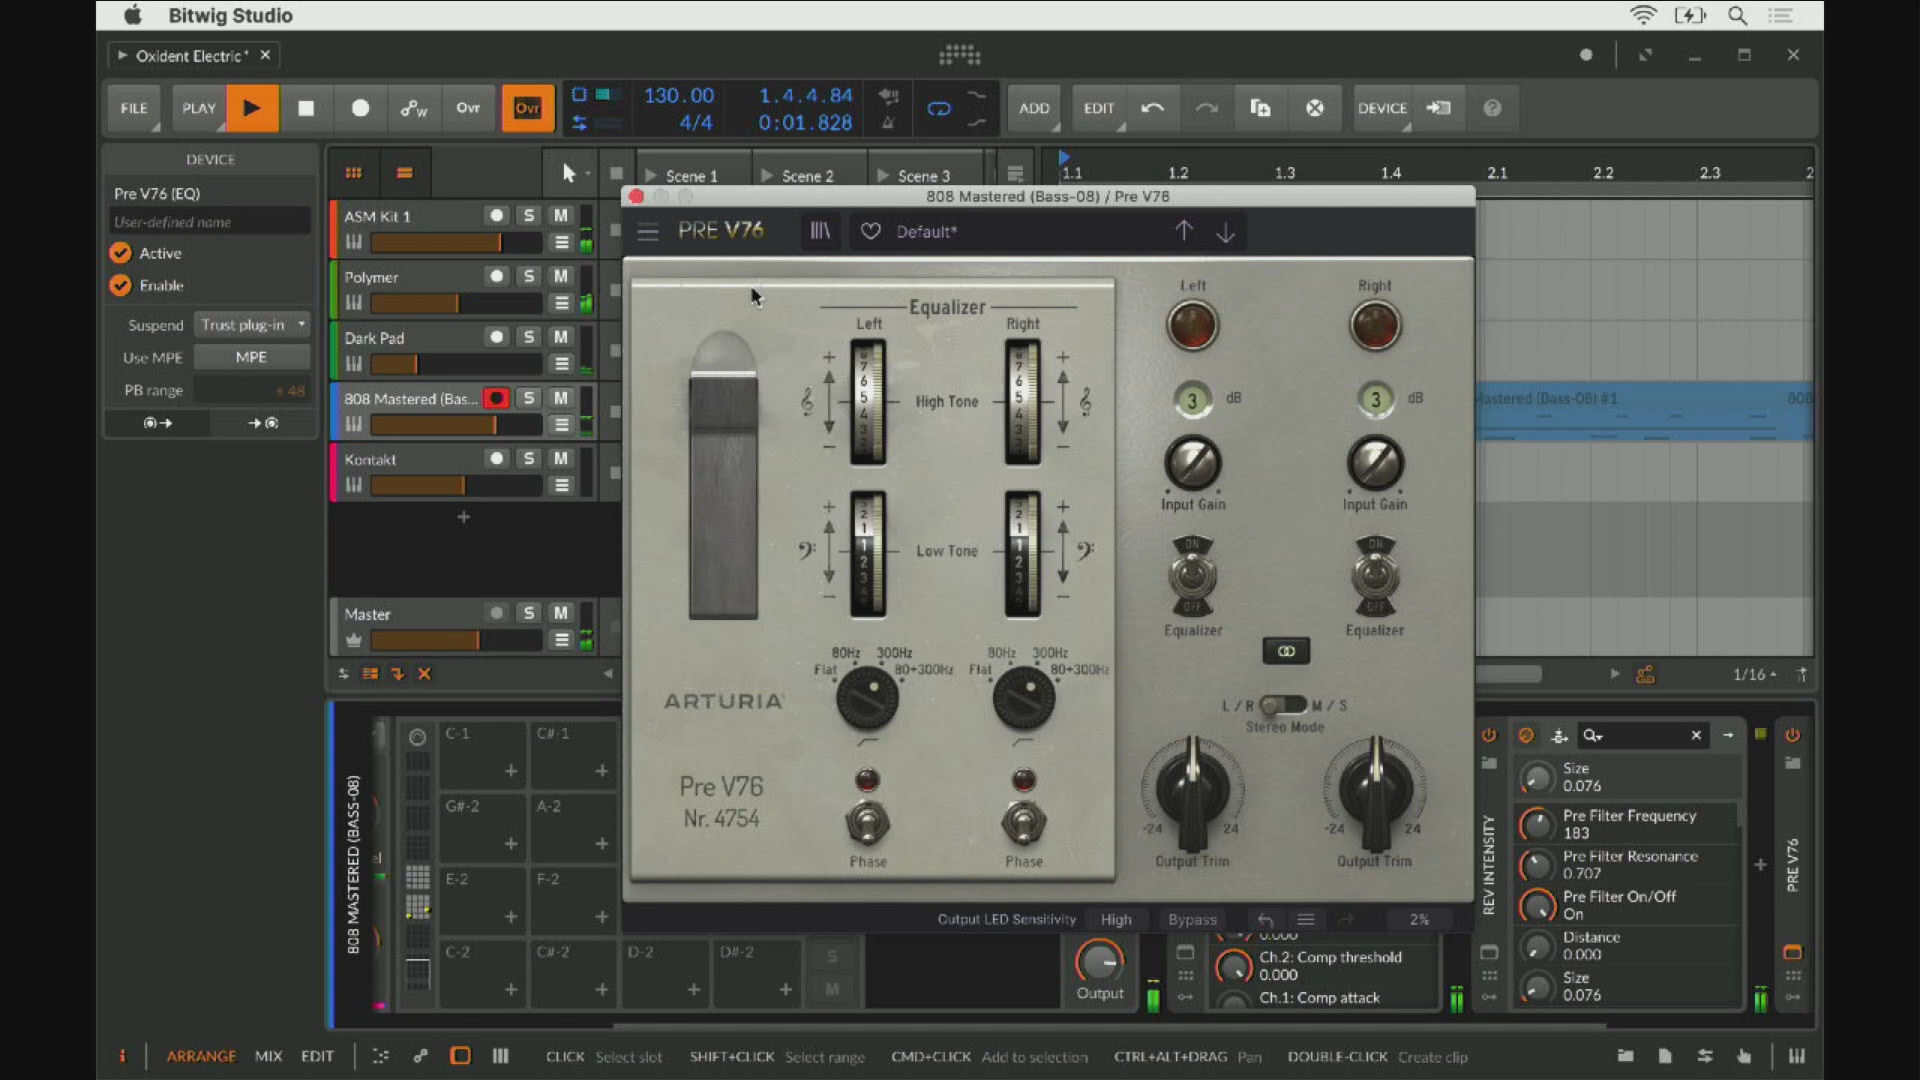 Bitwig Studio
Oxident Electric*
FILE PLAY Ovr Ovr 130.00 1.4.4.84 ADD EDIT DEVICE
4/4 0:01.828
DEVICE
Pre V76 (EQ)
User-defined name
Active
Enable
Suspend Trust plug-in
Use MPE MPE
PB range ± 48
Scene 1 Scene 2 Scene 3
1.1 1.2 1.3 1.4 2.1 2.2 2.3 2
ASM Kit 1 S M
Polymer S M
Dark Pad S M
808 Mastered (Bas... S M
Kontakt S M
Master S M
808 Mastered (Bass-08) / Pre V76
PRE V76 Default*
Equalizer
Left Right
High Tone
Low Tone
80Hz 300Hz 80Hz 300Hz
Flat 80+300Hz Flat 80+300Hz
ARTURIA
Pre V76
Nr. 4754
Phase Phase
Left Right
3 dB 3 dB
Input Gain Input Gain
ON ON
OFF OFF
Equalizer Equalizer
L / R M / S
Stereo Mode
-24 24 -24 24
Output Trim Output Trim
Output LED Sensitivity High Bypass 2%
Mastered (Bass-08) #1 808
1/16
808 MASTERED (BASS-08)
C-1 C#-1
G#-2 A-2
E-2 F-2
C-2 C#-2 D-2 D#-2 S
M
Output
0.000
Ch.2: Comp threshold
0.000
Ch.1: Comp attack
REV INTENSITY
Size
0.076
Pre Filter Frequency
183
Pre Filter Resonance
0.707
Pre Filter On/Off
On
Distance
0.000
Size
0.076
PRE V76
ARRANGE MIX EDIT CLICK Select slot SHIFT+CLICK Select range CMD+CLICK Add to selection CTRL+ALT+DRAG Pan DOUBLE-CLICK Create clip